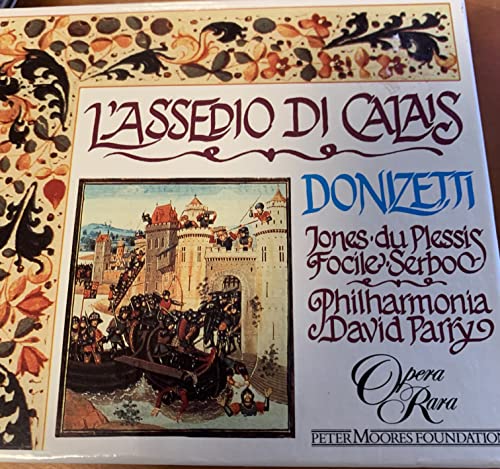 L'ASSEDIO DI CALAIS
DONIZETTI
Jones · du Plessis
Focile · Serbo
Philharmonia
David Parry
Opera
Rara
PETER MOORES FOUNDATION